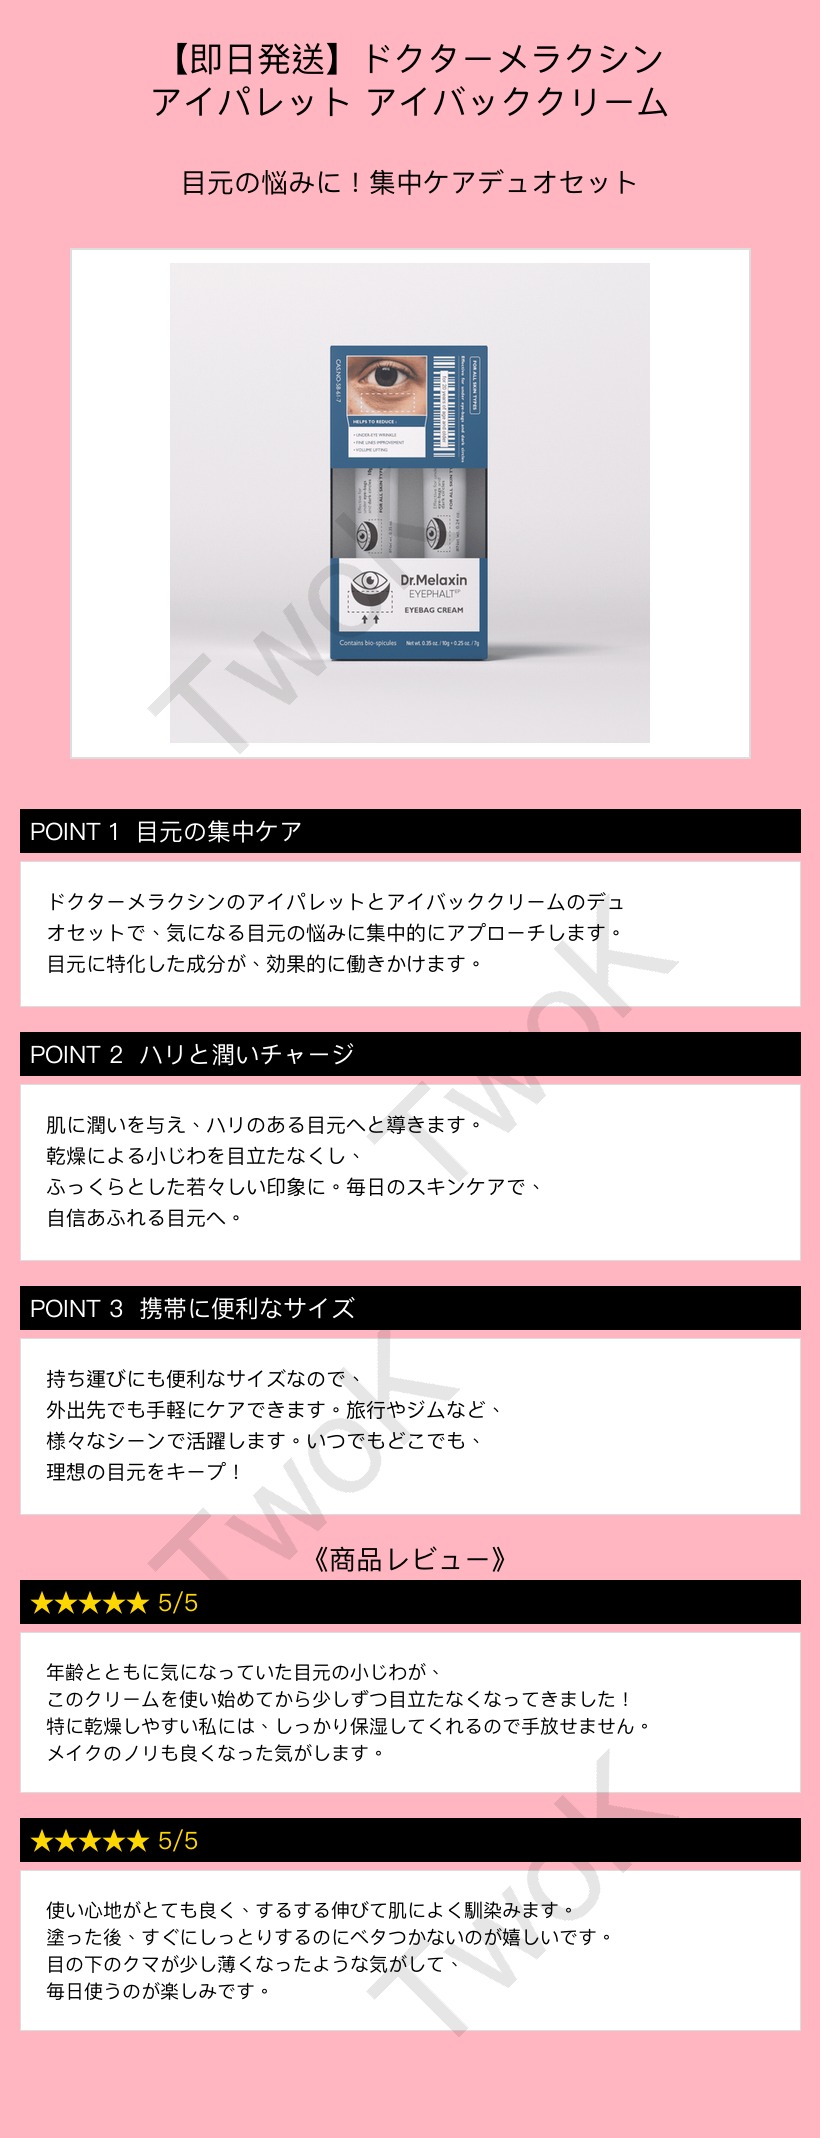 【即日発送】ドクターメラクシン
アイパレット アイバッククリーム
目元の悩みに！集中ケアデュオセット
CAS.NO-58-61-7
HELPS TO REDUCE :
• UNDER-EYE WRINKLE
• FINE LINES IMPROVEMENT
• VOLUME LIFTING
Effective for under eye-bags and dark circles
FOR ALL SKIN TYPES
Dr.Melaxin
EYEPHALT
EYEBAG CREAM
Contains bio-spicules
Net wt. 0.35 oz. / 10g + 0.25 oz. / 7g
TwoK
POINT 1 目元の集中ケア
ドクターメラクシンのアイパレットとアイバッククリームのデュ
オセットで、気になる目元の悩みに集中的にアプローチします。
目元に特化した成分が、効果的に働きかけます。
TwoK
POINT 2 ハリと潤いチャージ
肌に潤いを与え、ハリのある目元へと導きます。
乾燥による小じわを目立たなくし、
ふっくらとした若々しい印象に。毎日のスキンケアで、
自信あふれる目元へ。
POINT 3 携帯に便利なサイズ
持ち運びにも便利なサイズなので、
外出先でも手軽にケアできます。旅行やジムなど、
様々なシーンで活躍します。いつでもどこでも、
理想の目元をキープ！
TwoK
《商品レビュー》
★★★★★ 5/5
年齢とともに気になっていた目元の小じわが、
このクリームを使い始めてから少しずつ目立たなくなってきました！
特に乾燥しやすい私には、しっかり保湿してくれるので手放せません。
メイクのノリも良くなった気がします。
★★★★★ 5/5
使い心地がとても良く、するする伸びて肌によく馴染みます。
塗った後、すぐにしっとりするのにベタつかないのが嬉しいです。
目の下のクマが少し薄くなったような気がして、
毎日使うのが楽しみです。
TwoK